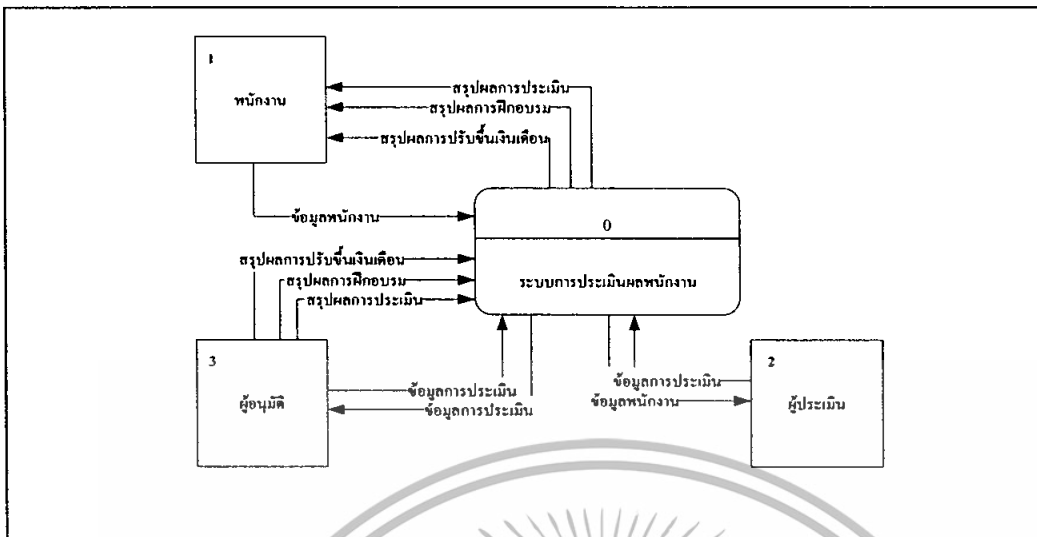 1
พนักงาน
สรุปผลการประเมิน
สรุปผลการฝึกอบรม
สรุปผลการปรับขึ้นเงินเดือน
ข้อมูลพนักงาน
0
ระบบการประเมินผลพนักงาน
สรุปผลการปรับขึ้นเงินเดือน
สรุปผลการฝึกอบรม
สรุปผลการประเมิน
3
ผู้อนุมัติ
ข้อมูลการประเมิน
ข้อมูลการประเมิน
ข้อมูลการประเมิน
ข้อมูลพนักงาน
2
ผู้ประเมิน